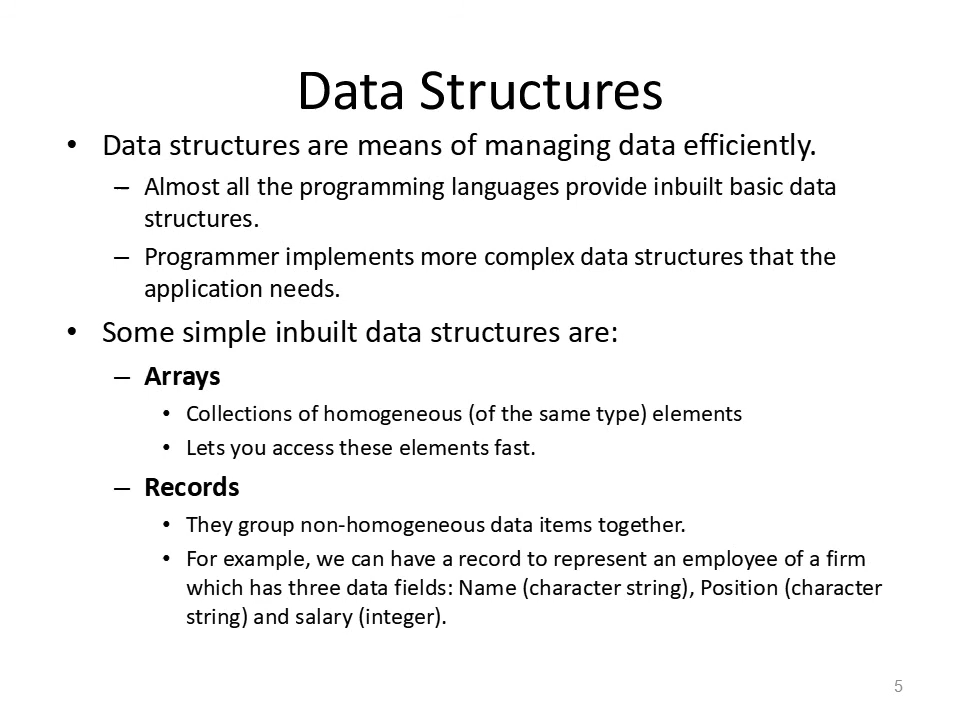 Data Structures
• Data structures are means of managing data efficiently.
– Almost all the programming languages provide inbuilt basic data
structures.
– Programmer implements more complex data structures that the
application needs.
• Some simple inbuilt data structures are:
– Arrays
• Collections of homogeneous (of the same type) elements
• Lets you access these elements fast.
– Records
• They group non-homogeneous data items together.
• For example, we can have a record to represent an employee of a firm
which has three data fields: Name (character string), Position (character
string) and salary (integer).
5